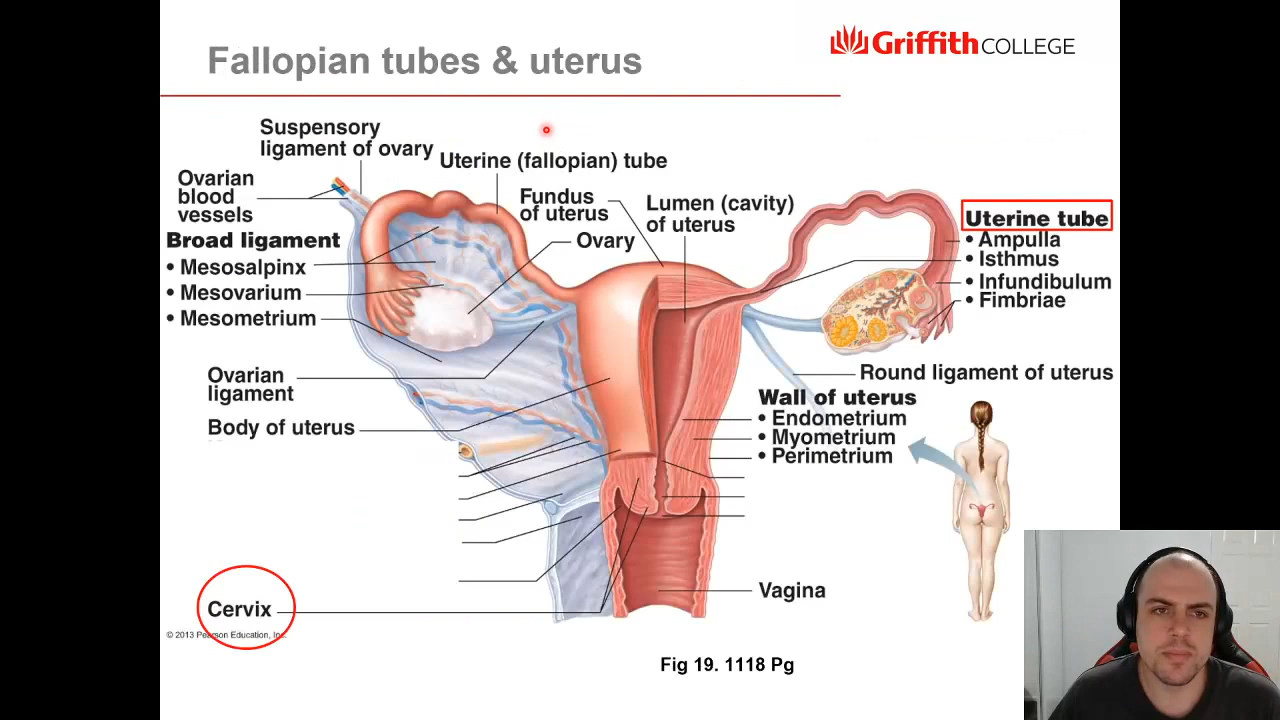 Fallopian tubes & uterus
Griffith COLLEGE
Suspensory
ligament of ovary
Uterine (fallopian) tube
Ovarian
blood
vessels
Fundus
of uterus
Lumen (cavity)
of uterus
Uterine tube
• Ampulla
• Isthmus
• Infundibulum
• Fimbriae
Broad ligament
• Mesosalpinx
• Mesovarium
• Mesometrium
Ovary
Ovarian
ligament
Round ligament of uterus
Body of uterus
Wall of uterus
• Endometrium
• Myometrium
• Perimetrium
Vagina
Cervix
© 2013 Pearson Education, Inc.
Fig 19. 1118 Pg